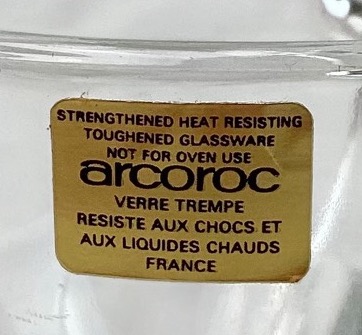 STRENGTHENED HEAT RESISTING
TOUGHENED GLASSWARE
NOT FOR OVEN USE
arcoroc
VERRE TREMPE
RESISTE AUX CHOCS ET
AUX LIQUIDES CHAUDS
FRANCE